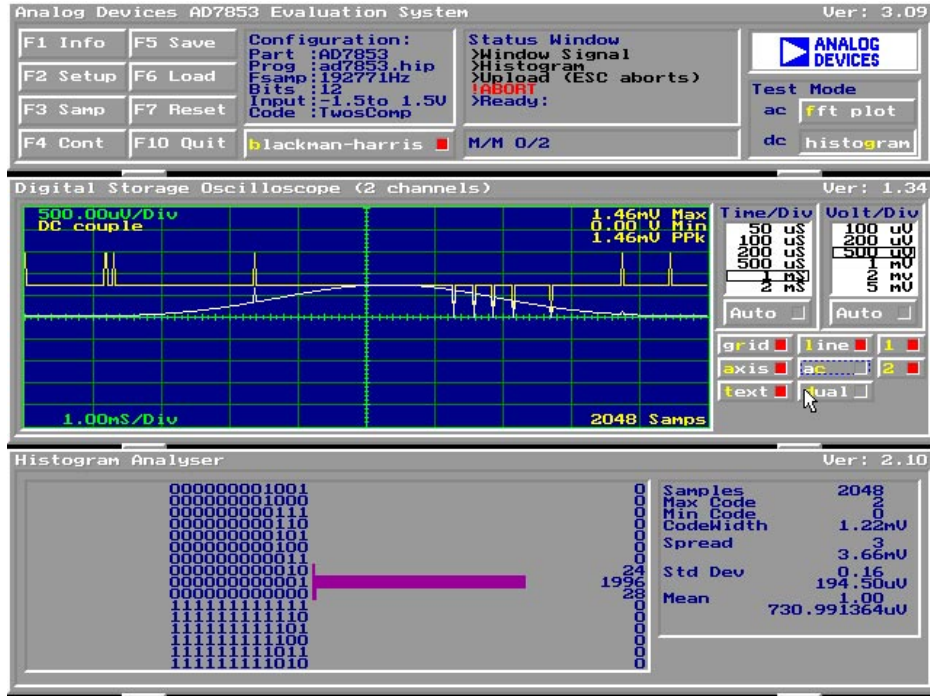 Analog Devices AD7853 Evaluation System Ver: 3.09
F1 Info F5 Save
F2 Setup F6 Load
F3 Samp F7 Reset
F4 Cont F10 Quit
Configuration:
Part :AD7853
Prog :ad7853.hip
Fsamp:192771Hz
Bits :12
Input:-1.5to 1.5V
Code :TwosComp
blackman-harris
Status Window
>Window Signal
>Histogram
>Upload (ESC aborts)
!ABORT
>Ready:
M/M 0/2
ANALOG
DEVICES
Test Mode
ac fft plot
dc histogram
Digital Storage Oscilloscope (2 channels) Ver: 1.34
500.00uV/Div
DC couple
1.46mV Max
0.00 V Min
1.46mV PPk
1.00mS/Div
2048 Samps
Time/Div
50 uS
100 uS
200 uS
500 uS
1 mS
2 mS
Auto
Volt/Div
100 uV
200 uV
500 uV
1 mV
2 mV
5 mV
Auto
grid line 1
axis ac 2
text dual
Histogram Analyser Ver: 2.10
000000001001 0
000000001000 0
000000000111 0
000000000110 0
000000000101 0
000000000100 0
000000000011 0
000000000010 24
000000000001 1996
000000000000 28
111111111111 0
111111111110 0
111111111101 0
111111111100 0
111111111011 0
111111111010 0
Samples 2048
Max Code 2
Min Code 0
CodeWidth 1.22mV
Spread 3
3.66mV
Std Dev 0.16
194.50uV
Mean 1.00
730.991364uV